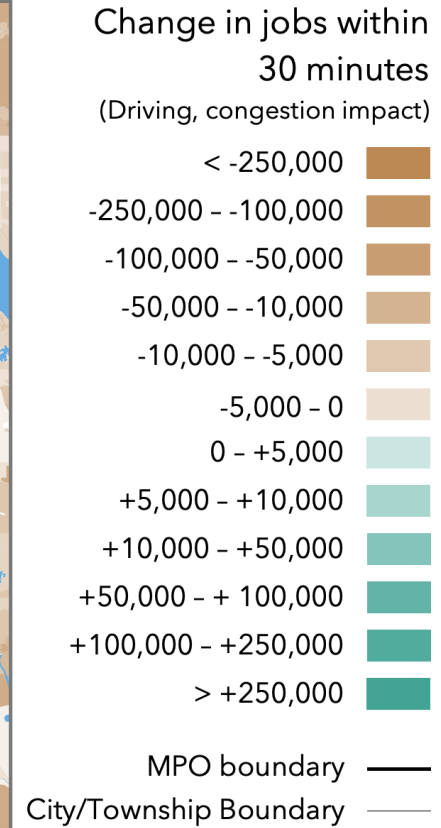 Change in jobs within
30 minutes
(Driving, congestion impact)
< -250,000
-250,000 – -100,000
-100,000 – -50,000
-50,000 – -10,000
-10,000 – -5,000
-5,000 – 0
0 – +5,000
+5,000 – +10,000
+10,000 – +50,000
+50,000 – + 100,000
+100,000 – +250,000
> +250,000
MPO boundary
City/Township Boundary